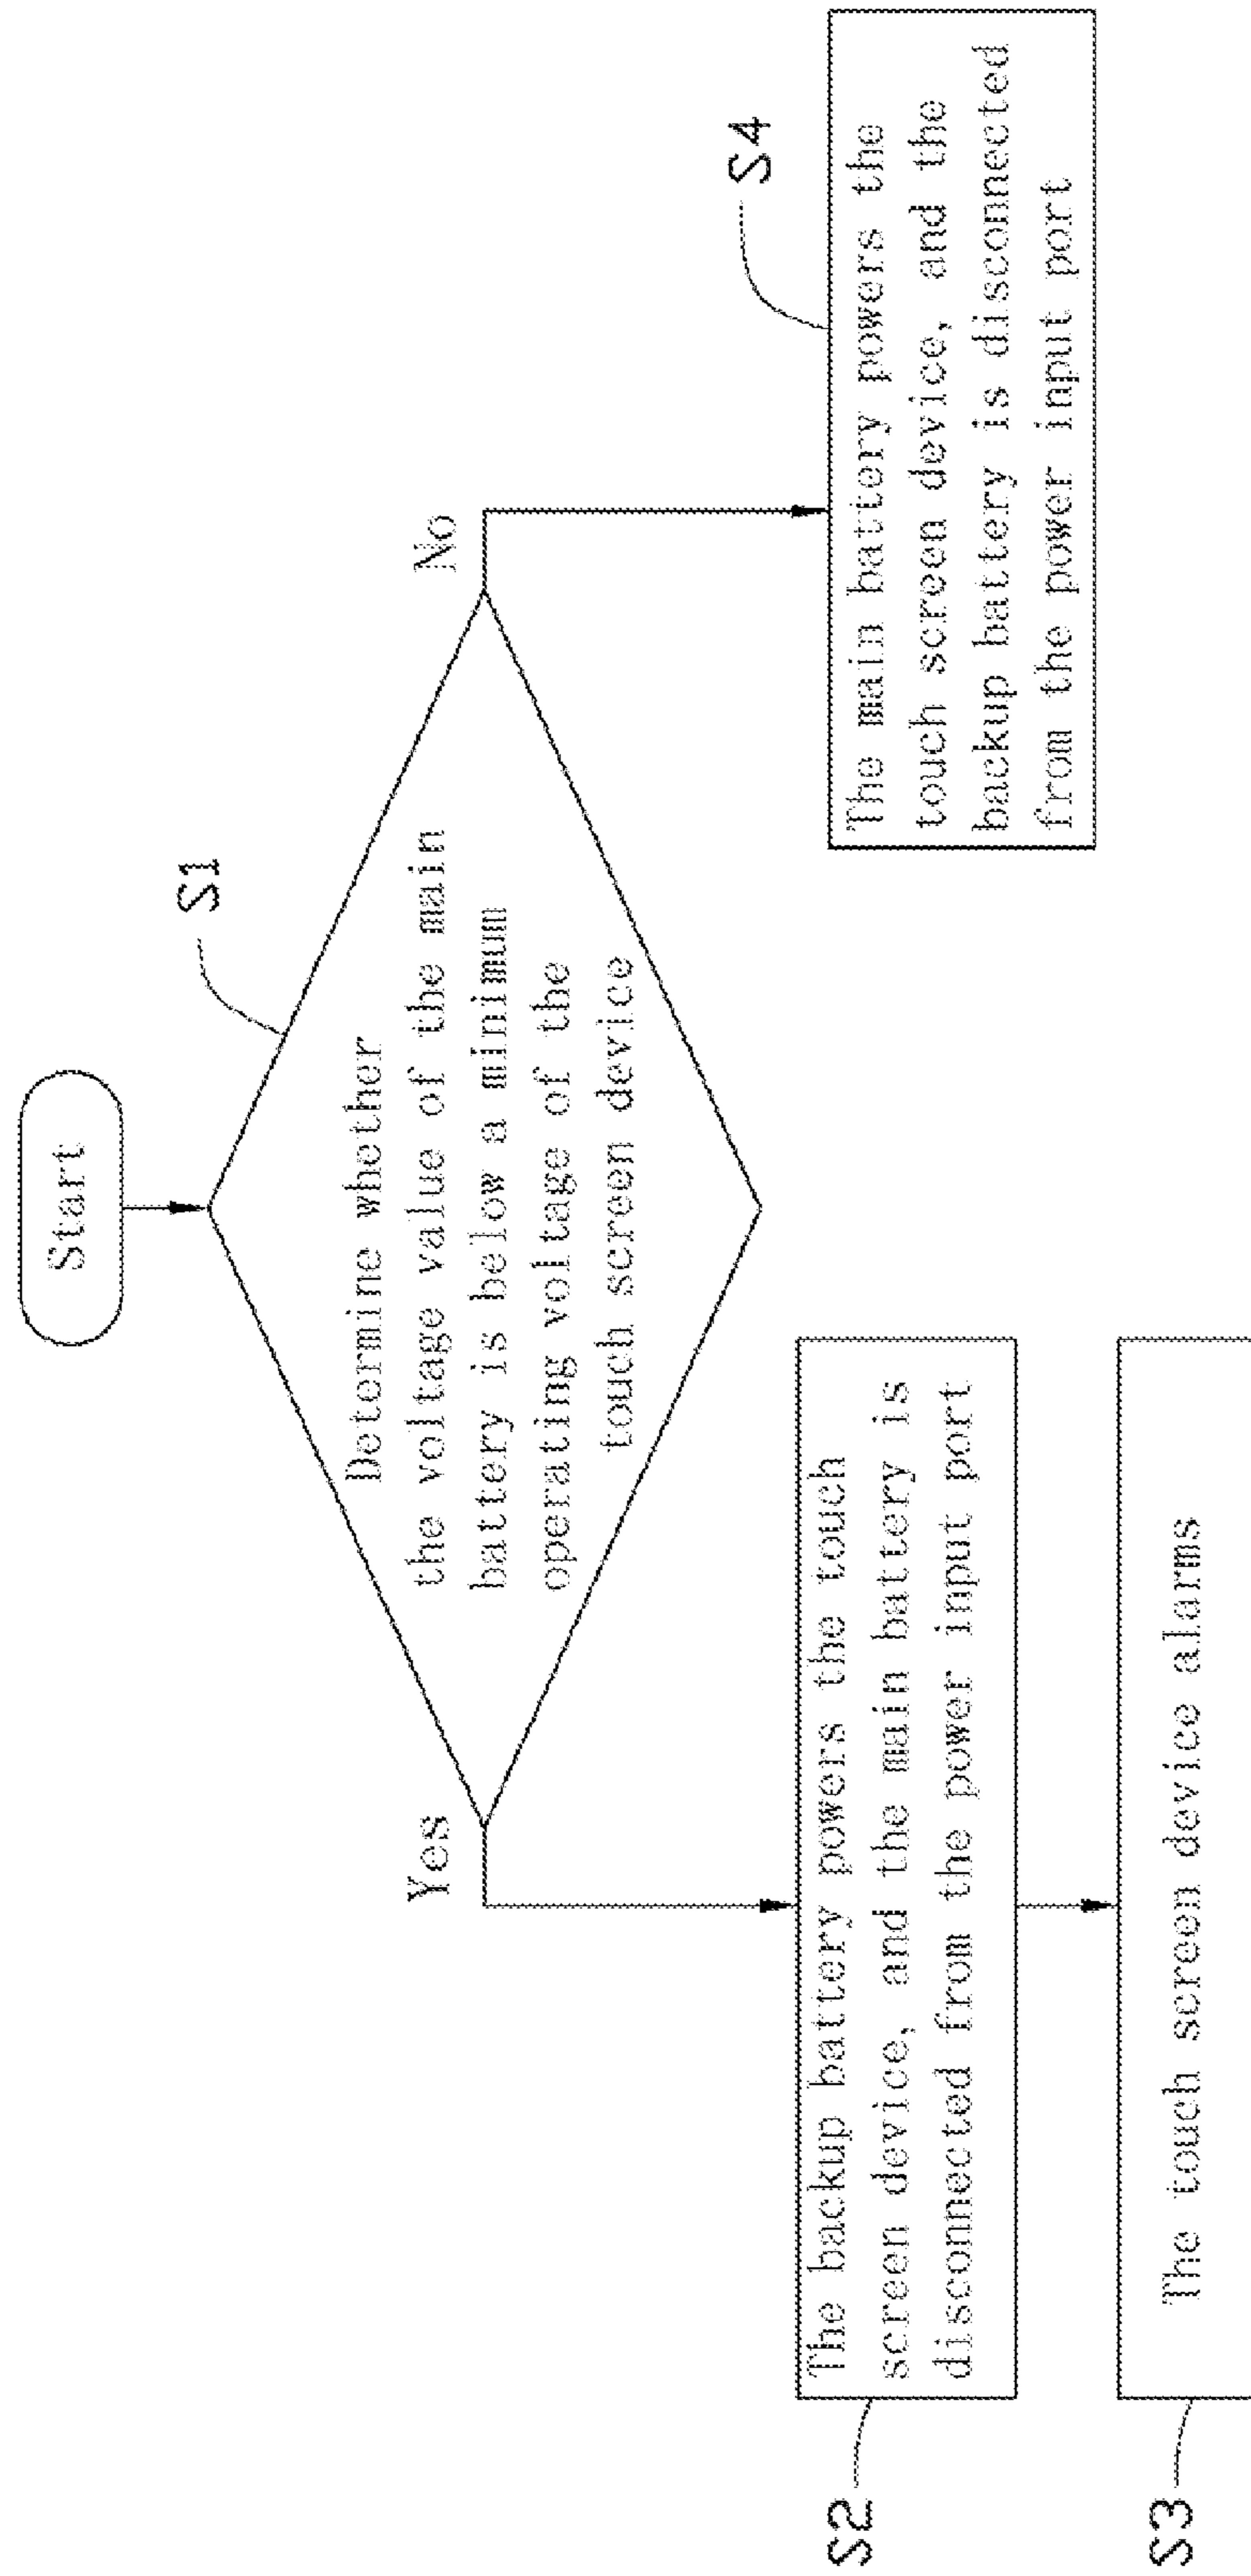 Start
S1
Determine whether
the voltage value of the main
battery is below a minimum
operating voltage of the
touch screen device
Yes
No
S2
The backup battery powers the touch
screen device, and the main battery is
disconnected from the power input port
S4
The main battery powers the
touch screen device, and the
backup battery is disconnected
from the power input port
S3
The touch screen device alarms